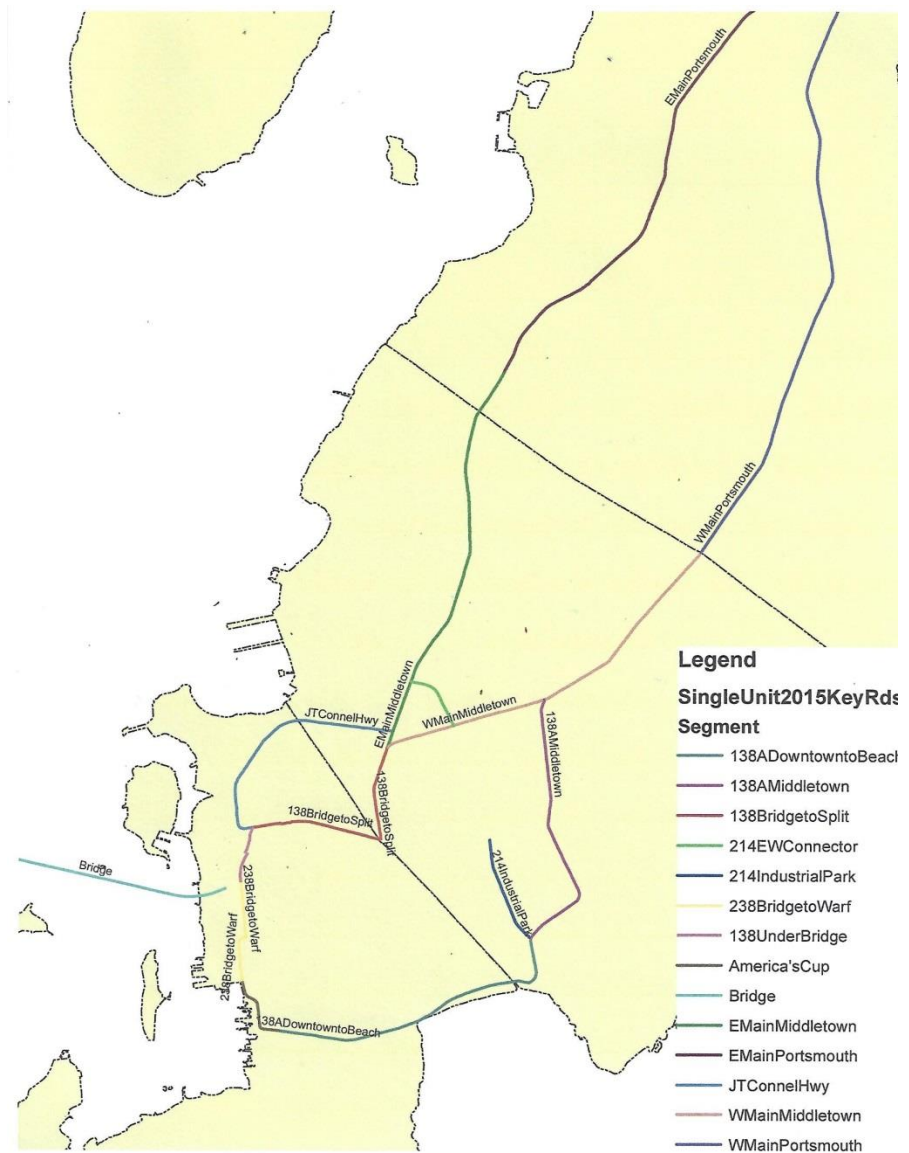 EMainPortsmouth
WMainPortsmouth
EMainMiddletown
WMainMiddletown
JTConnelHwy
138BridgetoSplit
138BridgetoSplit
138AMiddletown
214IndustrialPark
Bridge
238BridgetoWarf
238BridgetoWarf
138ADowntowntoBeach
Legend
SingleUnit2015KeyRds
Segment
138ADowntowntoBeach
138AMiddletown
138BridgetoSplit
214EWConnector
214IndustrialPark
238BridgetoWarf
138UnderBridge
America'sCup
Bridge
EMainMiddletown
EMainPortsmouth
JTConnelHwy
WMainMiddletown
WMainPortsmouth